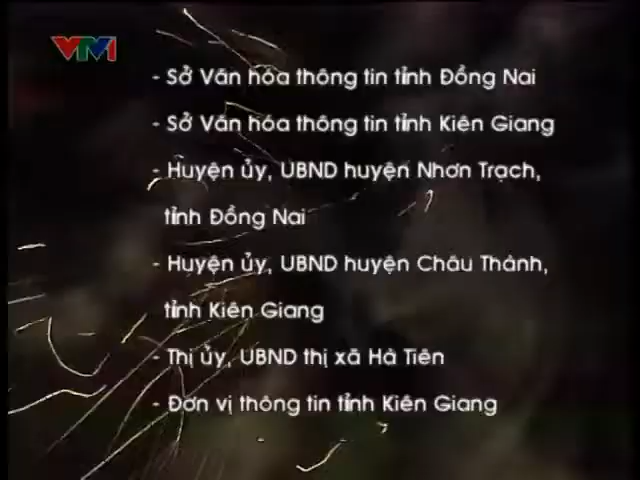 VTV1
- Sở Văn hóa thông tin tỉnh Đồng Nai
- Sở Văn hóa thông tin tỉnh Kiên Giang
- Huyện ủy, UBND huyện Nhơn Trạch,
tỉnh Đồng Nai
- Huyện ủy, UBND huyện Châu Thành,
tỉnh Kiên Giang
- Thị ủy, UBND thị xã Hà Tiên
- Đơn vị thông tin tỉnh Kiên Giang